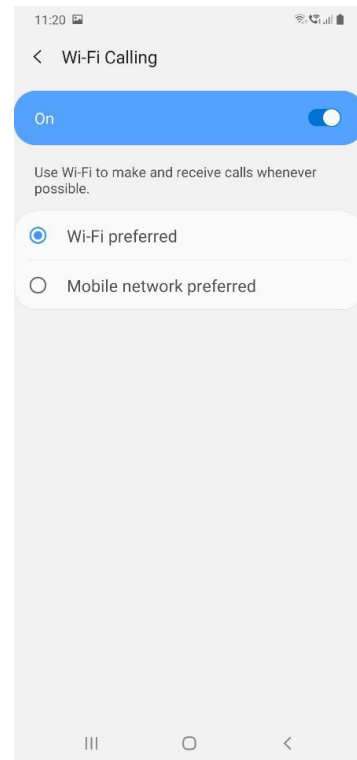 11:20
Wi-Fi Calling
On
Use Wi-Fi to make and receive calls whenever
possible.
Wi-Fi preferred
Mobile network preferred